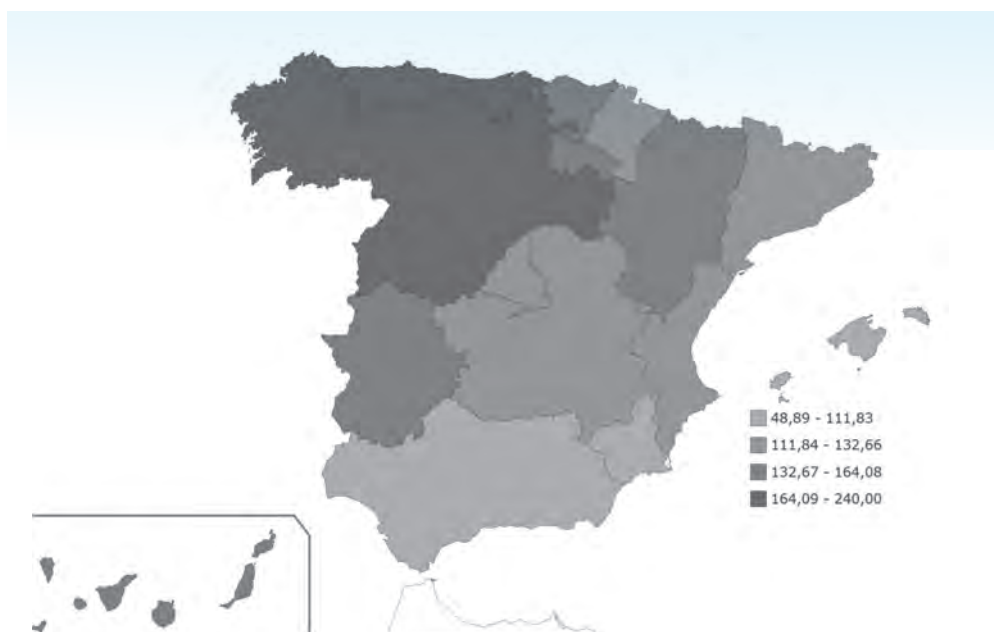 48,89 - 111,83
111,84 - 132,66
132,67 - 164,08
164,09 - 240,00